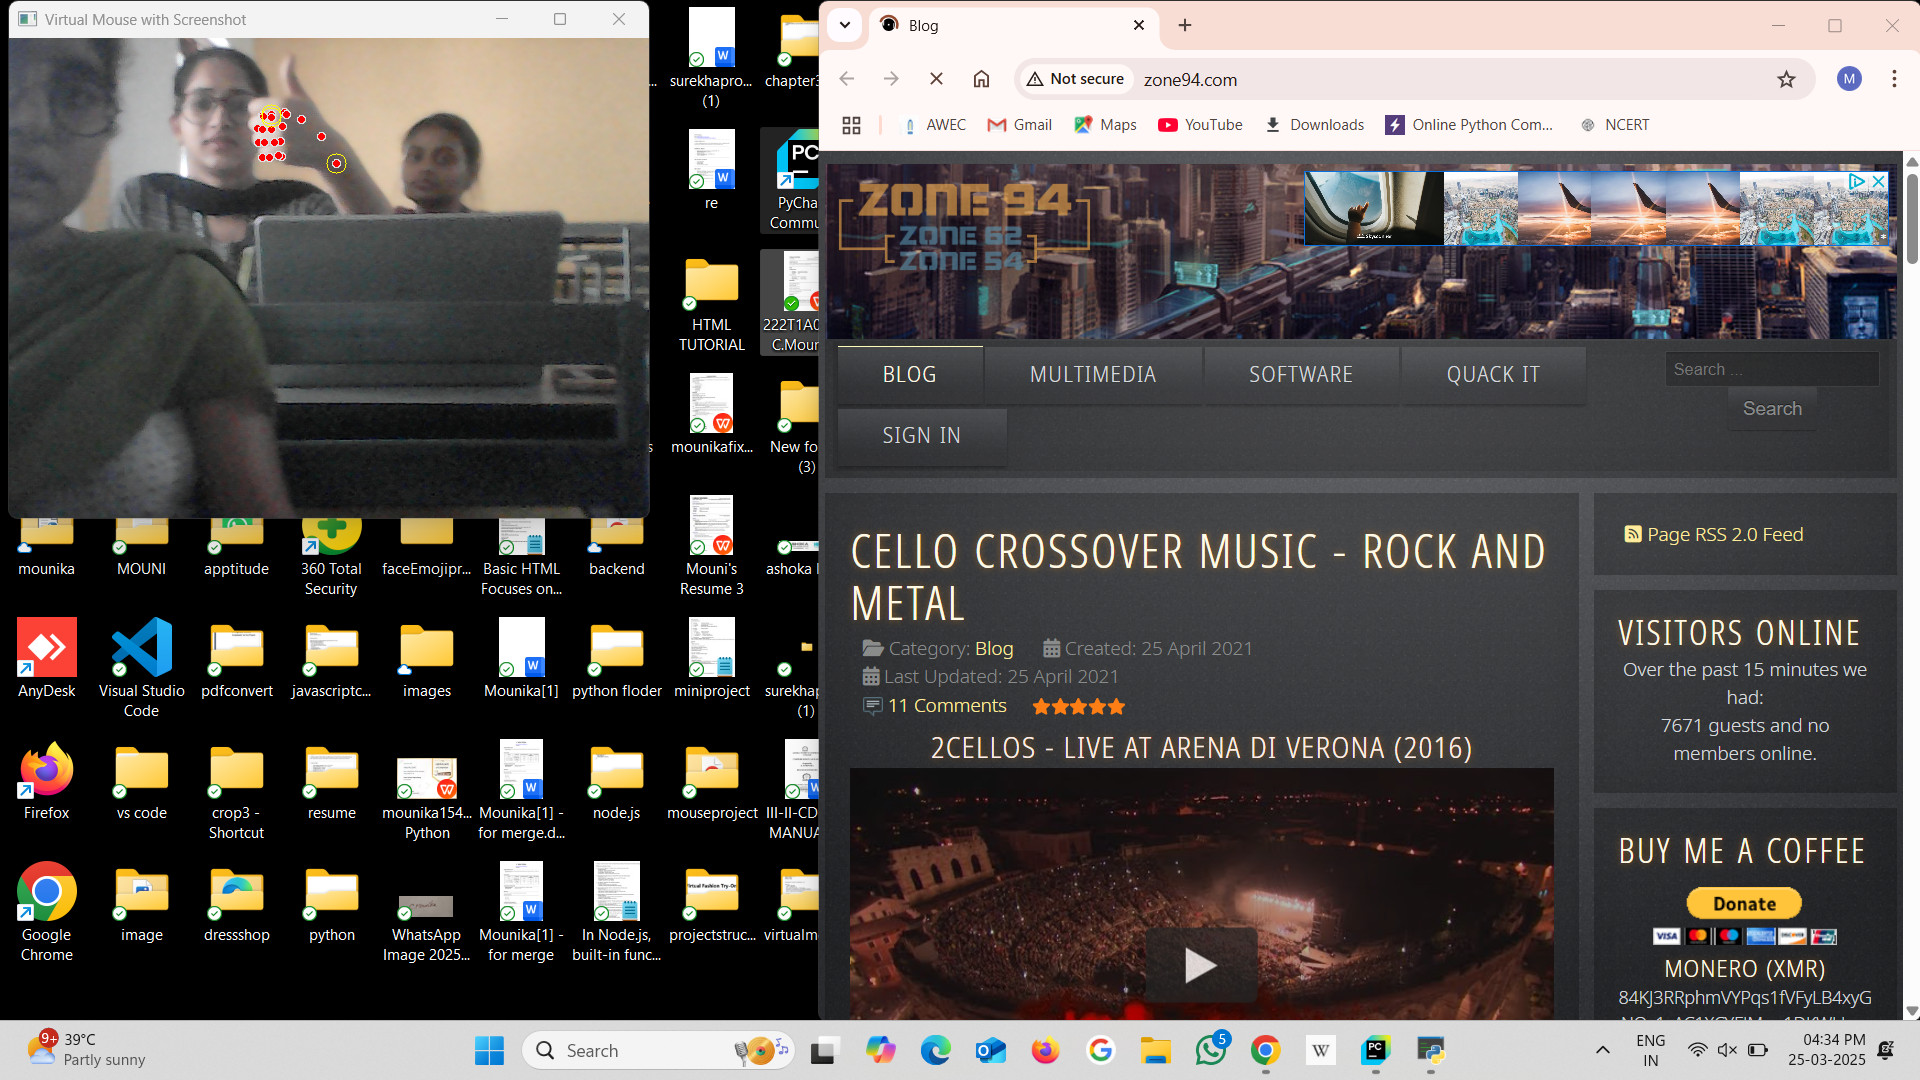 Virtual Mouse with Screenshot
surekhapro...
(1)
chapter3
re
PyCha
Commu
HTML
TUTORIAL
222T1A0
C.Moun
mounikafix...
New fo
(3)
mounika
MOUNI
apptitude
360 Total
Security
faceEmojipr...
Basic HTML
Focuses on...
backend
Mouni's
Resume 3
ashoka
AnyDesk
Visual Studio
Code
pdfconvert
javascriptc...
images
Mounika[1]
python floder
miniproject
surekhap
(1)
Firefox
vs code
crop3 -
Shortcut
resume
mounika154...
Python
Mounika[1] -
for merge.d...
node.js
mouseproject
III-II-CD
MANUA
Google
Chrome
image
dressshop
python
WhatsApp
Image 2025...
Mounika[1] -
for merge
In Node.js,
built-in func...
projectstruc...
virtualm
Blog
Not secure
zone94.com
M
AWEC
Gmail
Maps
YouTube
Downloads
Online Python Com...
NCERT
ZONE 94
ZONE 62
ZONE 54
BLOG
MULTIMEDIA
SOFTWARE
QUACK IT
Search ...
Search
SIGN IN
CELLO CROSSOVER MUSIC - ROCK AND
METAL
Category: Blog
Created: 25 April 2021
Last Updated: 25 April 2021
11 Comments
2CELLOS - LIVE AT ARENA DI VERONA (2016)
Page RSS 2.0 Feed
VISITORS ONLINE
Over the past 15 minutes we
had:
7671 guests and no
members online.
BUY ME A COFFEE
Donate
VISA
MONERO (XMR)
84KJ3RRphmVYPqs1fVFyLB4xyG
9+
39°C
Partly sunny
Search
5
W
PC
ENG
IN
04:34 PM
25-03-2025